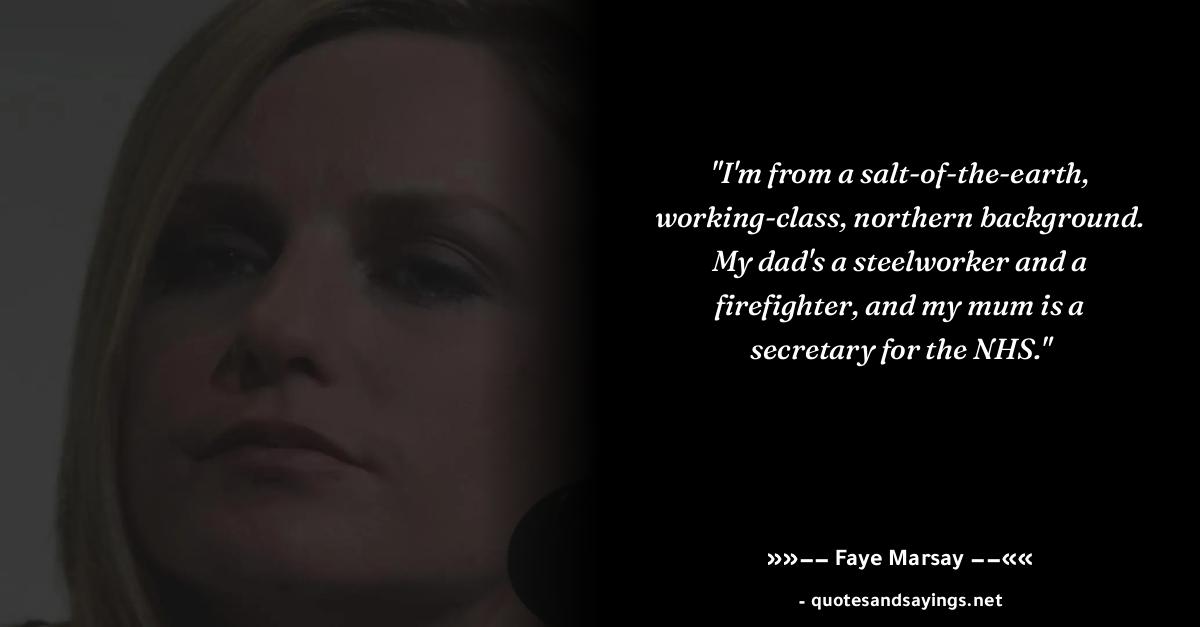 "I'm from a salt-of-the-earth,
working-class, northern background.
My dad's a steelworker and a
firefighter, and my mum is a
secretary for the NHS."
»»–– Faye Marsay ––««
- quotesandsayings.net